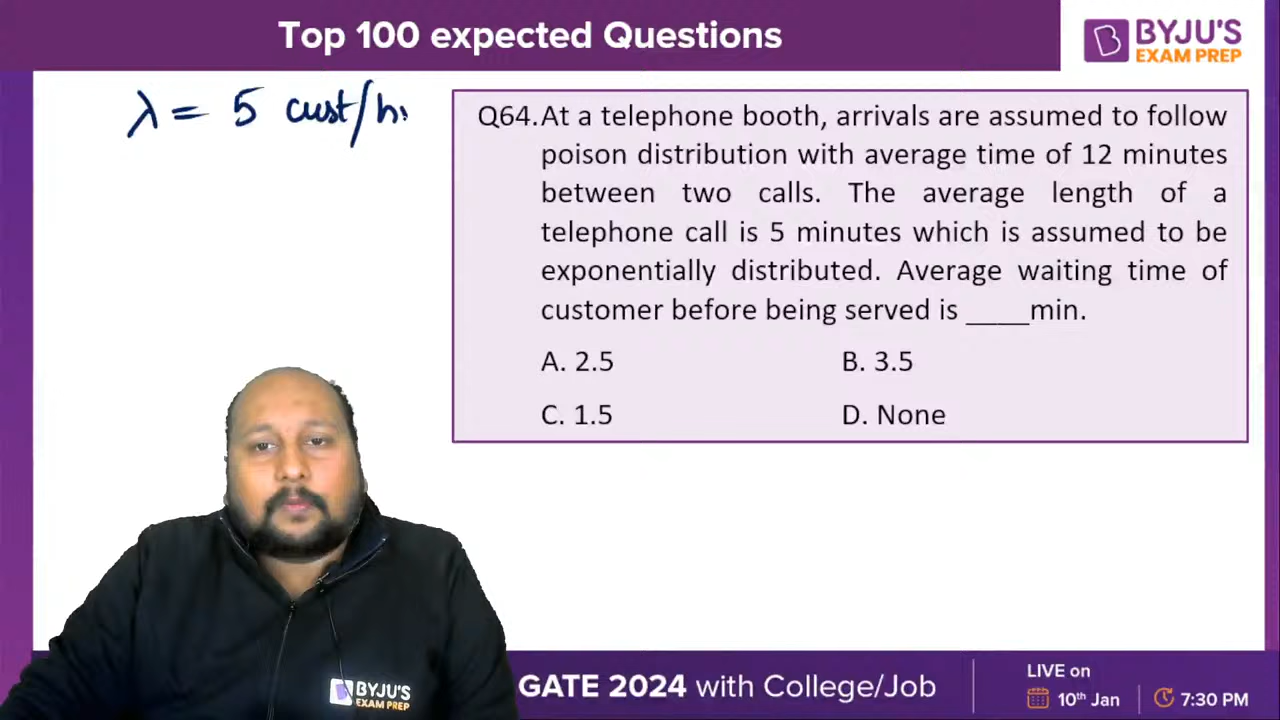 Top 100 expected Questions
BYJU'S
EXAM PREP
λ = 5 cust/hr
Q64. At a telephone booth, arrivals are assumed to follow
poison distribution with average time of 12 minutes
between two calls. The average length of a
telephone call is 5 minutes which is assumed to be
exponentially distributed. Average waiting time of
customer before being served is ____min.
A. 2.5 B. 3.5
C. 1.5 D. None
BYJU'S
EXAM PREP
GATE 2024 with College/Job
LIVE on
10th Jan 7:30 PM